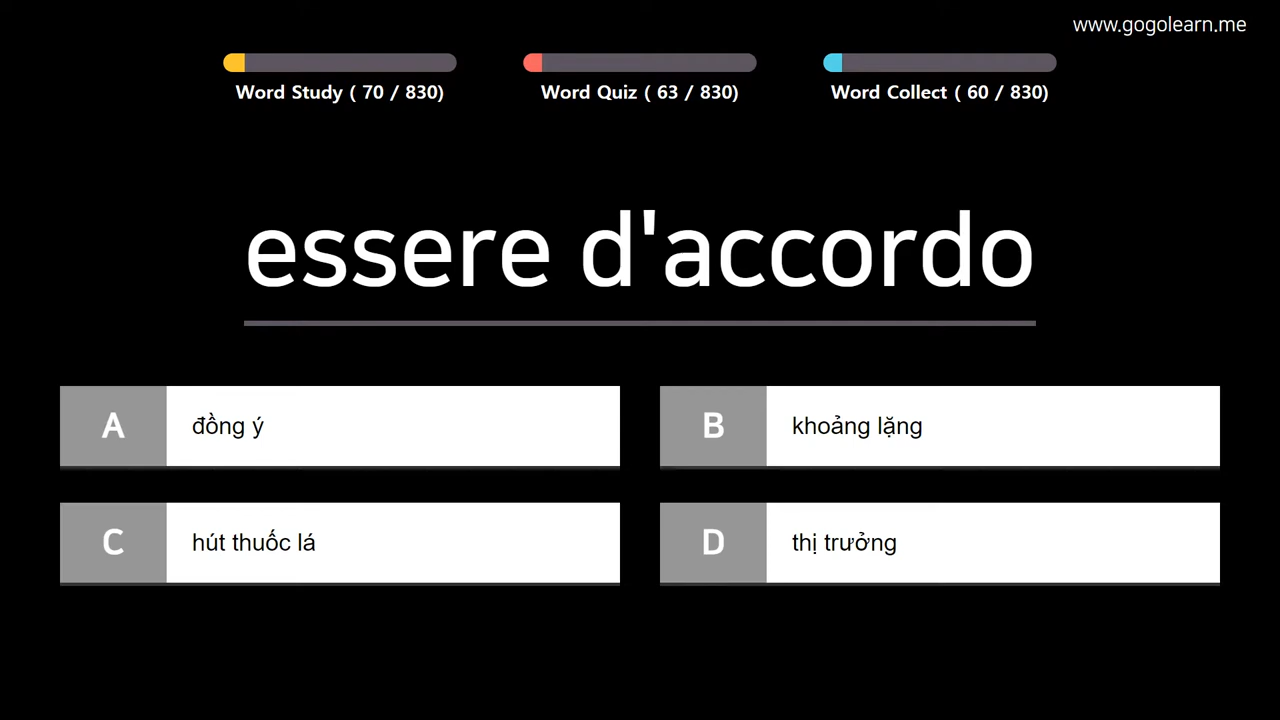 www.gogolearn.me
Word Study ( 70 / 830)
Word Quiz ( 63 / 830)
Word Collect ( 60 / 830)
essere d'accordo
A đồng ý
B khoảng lặng
C hút thuốc lá
D thị trưởng